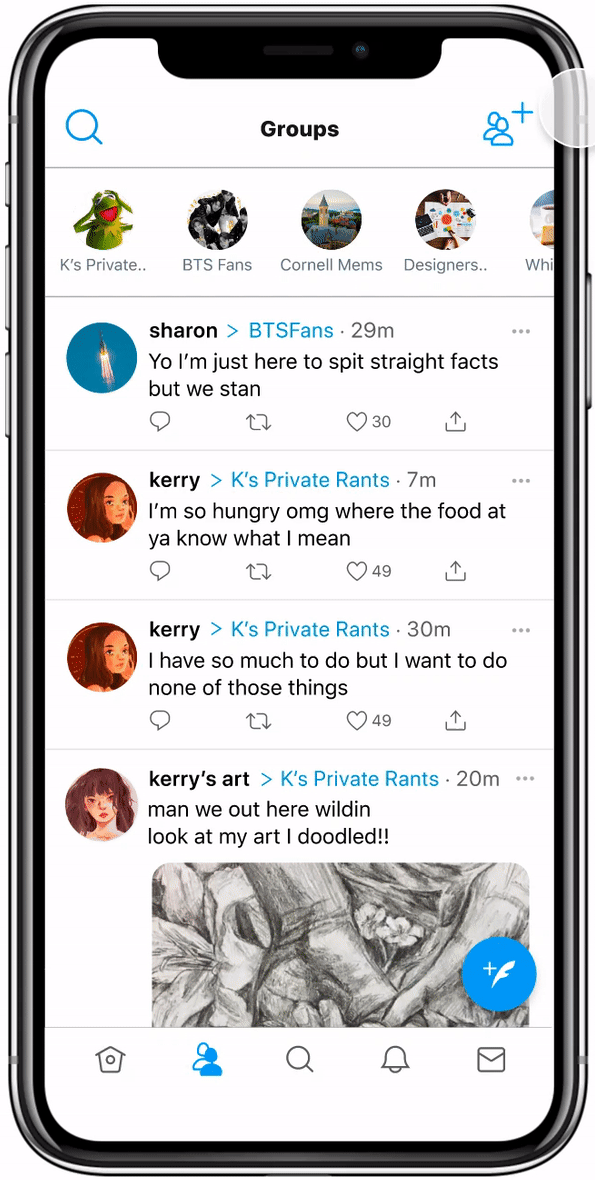 Groups
K’s Private..
BTS Fans
Cornell Mems
Designers..
Whi
sharon > BTSFans · 29m
Yo I’m just here to spit straight facts
but we stan
30
kerry > K’s Private Rants · 7m
I’m so hungry omg where the food at
ya know what I mean
49
kerry > K’s Private Rants · 30m
I have so much to do but I want to do
none of those things
49
kerry’s art > K’s Private Rants · 20m
man we out here wildin
look at my art I doodled!!